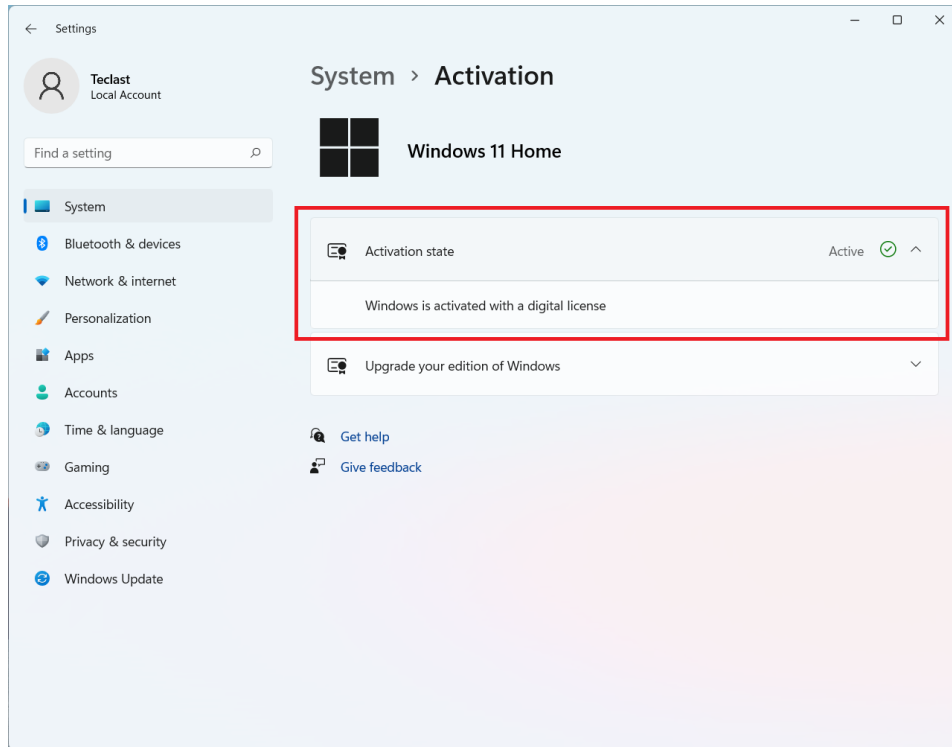 Settings
Teclast
Local Account
Find a setting
System
Bluetooth & devices
Network & internet
Personalization
Apps
Accounts
Time & language
Gaming
Accessibility
Privacy & security
Windows Update
System > Activation
Windows 11 Home
Activation state Active
Windows is activated with a digital license
Upgrade your edition of Windows
Get help
Give feedback